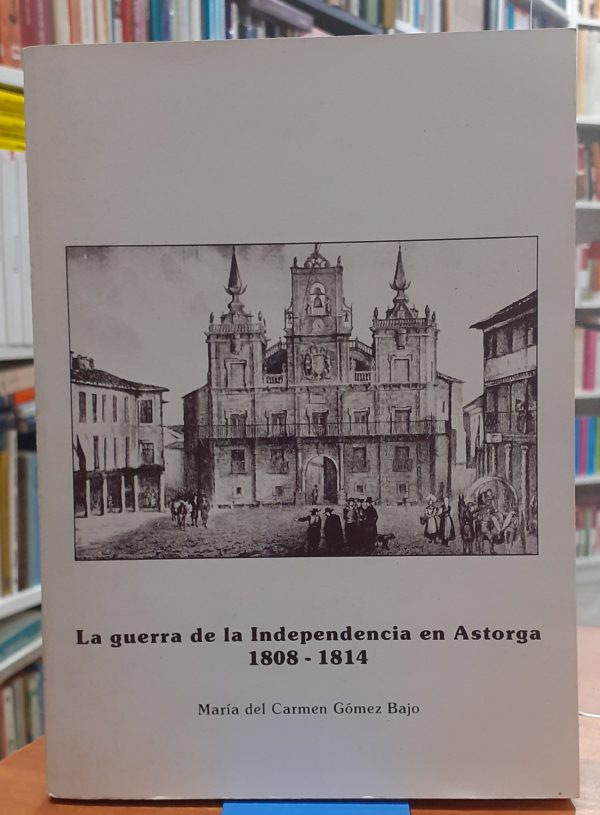 La guerra de la Independencia en Astorga
1808 - 1814
María del Carmen Gómez Bajo